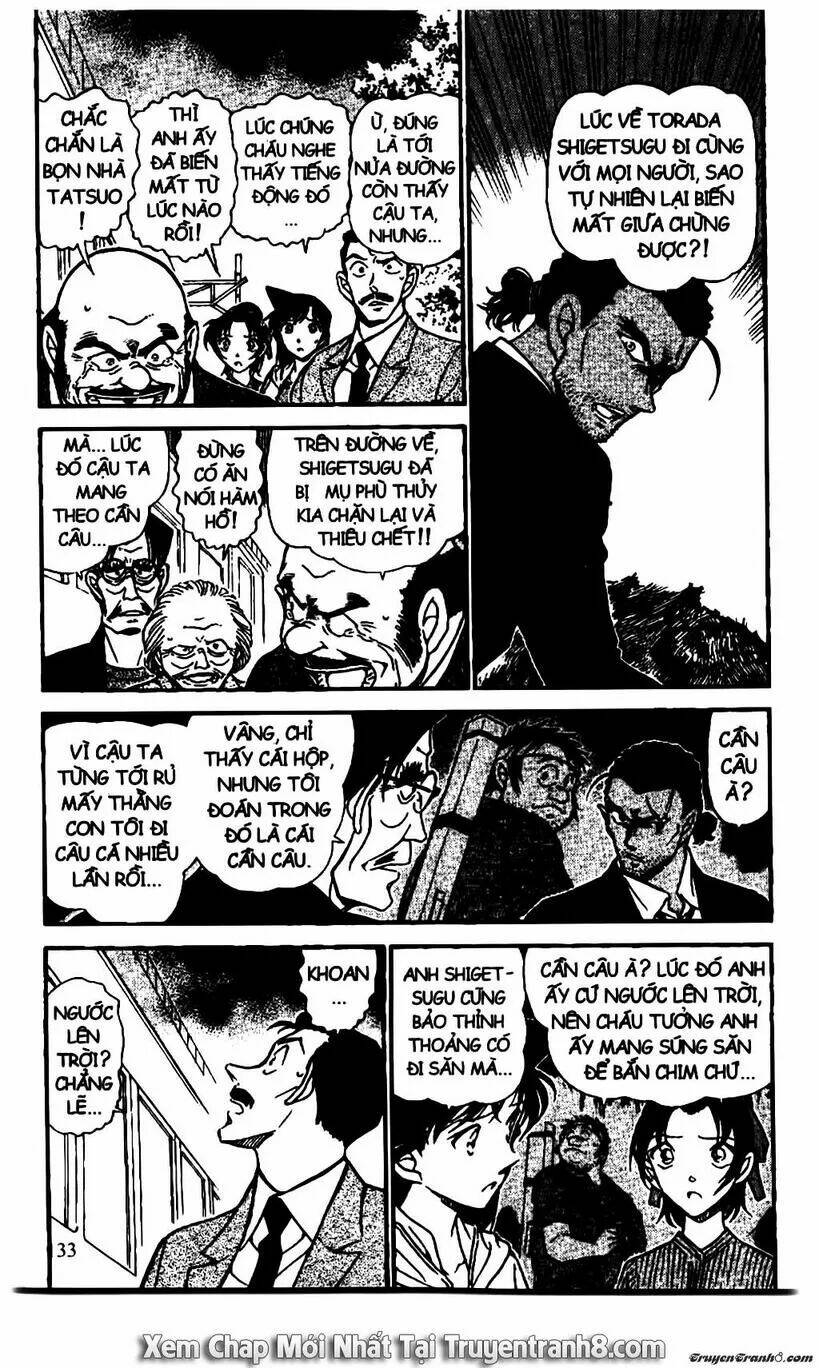 LÚC VỀ TORADA
SHIGETSUGU ĐI CÙNG
VỚI MỌI NGƯỜI, SAO
TỰ NHIÊN LẠI BIẾN
MẤT GIƯA CHỪNG
ĐƯỢC?!
Ừ, ĐÚNG
LÀ TỚI
NỬA ĐƯỜNG
CÒN THẤY
CẬU TA,
NHƯNG...
LÚC CHÚNG
CHÁU NGHE
THẤY TIẾNG
ĐỘNG ĐÓ
...
THÌ
ANH ẤY
ĐÃ BIẾN
MẤT TỪ
LÚC NÀO
RỒI!
CHẮC
CHẮN LÀ
BỌN NHÀ
TATSUO
!
TRÊN ĐƯỜNG VỀ,
SHIGETSUGU ĐÃ
BỊ MỤ PHÙ THỦY
KIA CHẶN LẠI VÀ
THIÊU CHẾT!!
ĐỪNG
CÓ ĂN
NÓI HÀM
HỒ!
MÀ... LÚC
ĐÓ CẬU TA
MANG
THEO CẦN
CÂU...
CẦN
CÂU
À?
VÂNG, CHỈ
THẤY CÁI HỘP,
NHƯNG TÔI
ĐOÁN TRONG
ĐỐ LÀ CÁI
CẦN CÂU.
VÌ CẬU TA
TỪNG TỚI RỦ
MẤY THẰNG
CON TÔI ĐI
CÂU CÁ NHIỀU
LẦN RỒI...
CẦN CÂU À? LÚC ĐÓ ANH
ẤY CỨ NGƯỚC LÊN TRỜI,
NÊN CHÁU TƯỞNG ANH
ẤY MANG SÚNG SĂN
ĐỂ BẮN CHIM CHỨ...
ANH SHIGET-
SUGU CŨNG
BẢO THỈNH
THOẢNG CÓ
ĐI SĂN MÀ...
KHOAN
...
NGƯỚC
LÊN
TRỜI?
CHẲNG
LẼ...
33
Xem Chap Mới Nhất Tại Truyentranh8.com
TruyenTranh8.com